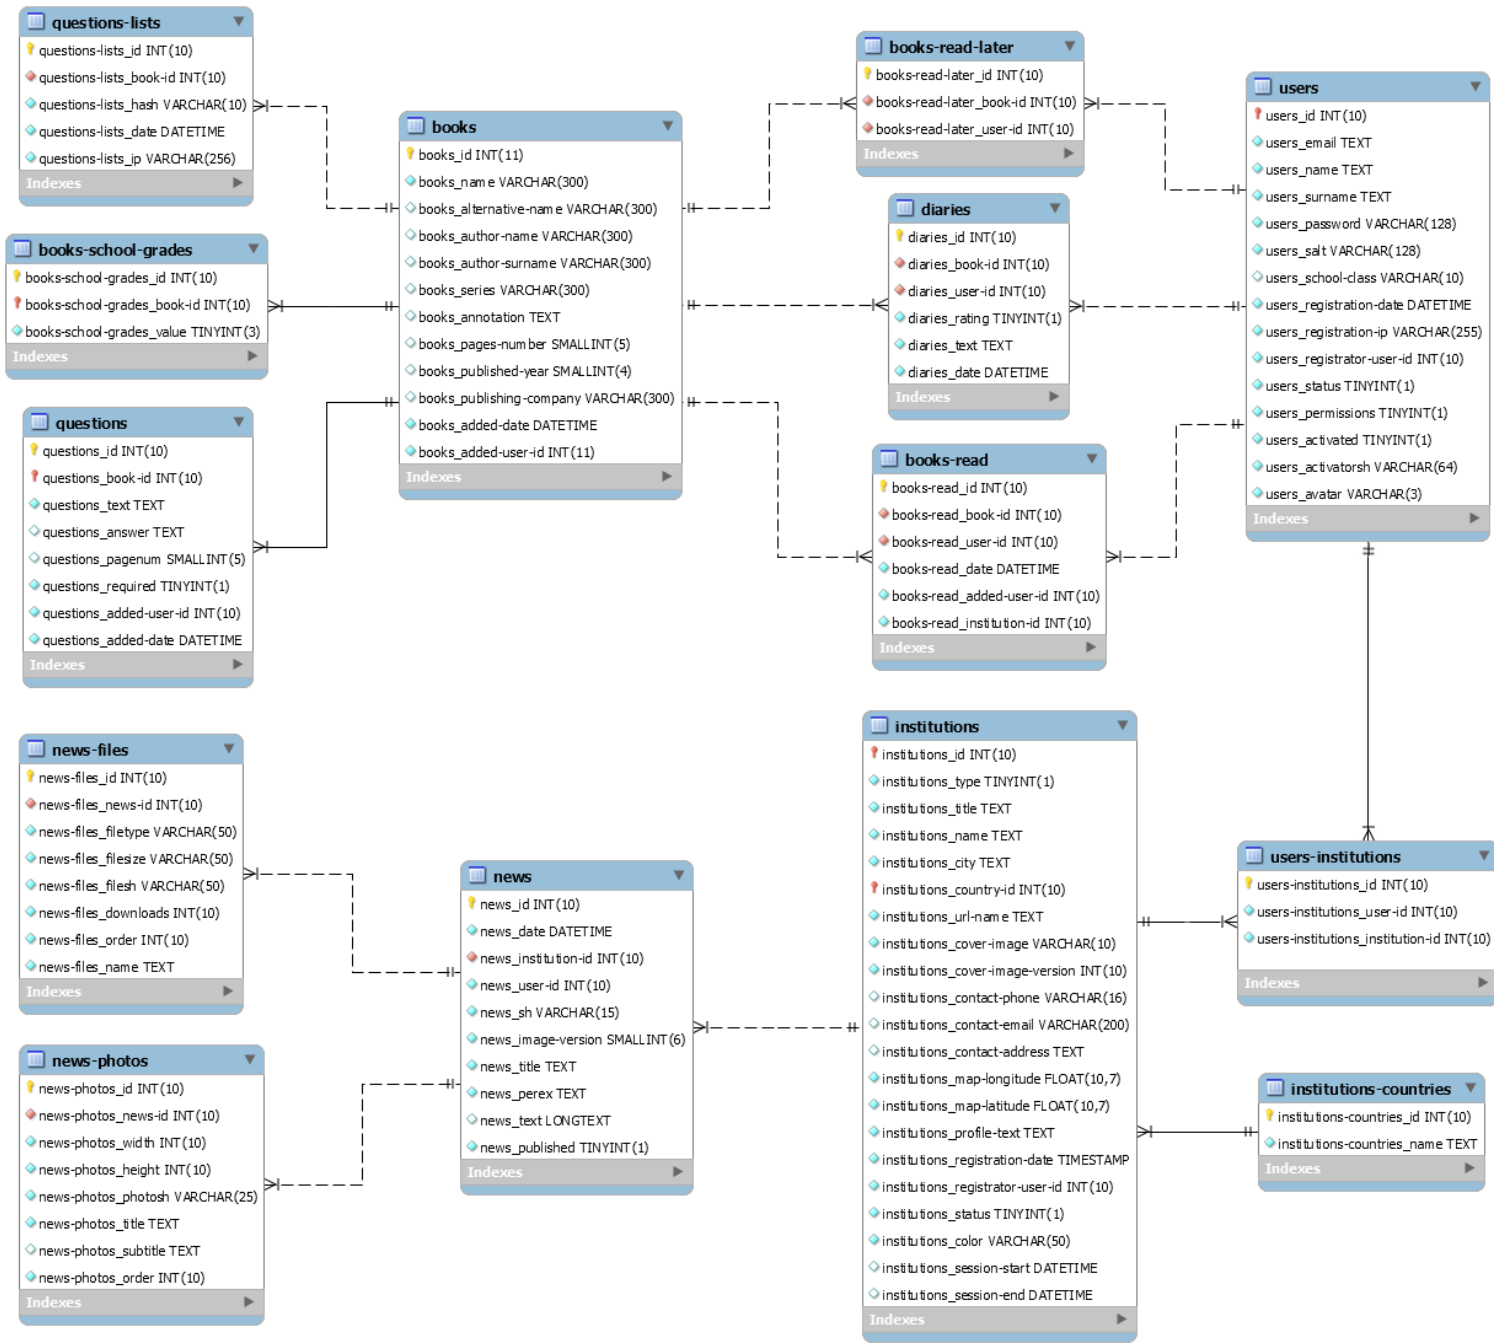 questions-lists
questions-lists_id INT(10)
questions-lists_book-id INT(10)
questions-lists_hash VARCHAR(10)
questions-lists_date DATETIME
questions-lists_ip VARCHAR(256)
Indexes
books-school-grades
books-school-grades_id INT(10)
books-school-grades_book-id INT(10)
books-school-grades_value TINYINT(3)
Indexes
questions
questions_id INT(10)
questions_book-id INT(10)
questions_text TEXT
questions_answer TEXT
questions_pagenum SMALLINT(5)
questions_required TINYINT(1)
questions_added-user-id INT(10)
questions_added-date DATETIME
Indexes
books
books_id INT(11)
books_name VARCHAR(300)
books_alternative-name VARCHAR(300)
books_author-name VARCHAR(300)
books_author-surname VARCHAR(300)
books_series VARCHAR(300)
books_annotation TEXT
books_pages-number SMALLINT(5)
books_published-year SMALLINT(4)
books_publishing-company VARCHAR(300)
books_added-date DATETIME
books_added-user-id INT(11)
Indexes
books-read-later
books-read-later_id INT(10)
books-read-later_book-id INT(10)
books-read-later_user-id INT(10)
Indexes
diaries
diaries_id INT(10)
diaries_book-id INT(10)
diaries_user-id INT(10)
diaries_rating TINYINT(1)
diaries_text TEXT
diaries_date DATETIME
Indexes
books-read
books-read_id INT(10)
books-read_book-id INT(10)
books-read_user-id INT(10)
books-read_date DATETIME
books-read_added-user-id INT(10)
books-read_institution-id INT(10)
Indexes
users
users_id INT(10)
users_email TEXT
users_name TEXT
users_surname TEXT
users_password VARCHAR(128)
users_salt VARCHAR(128)
users_school-class VARCHAR(10)
users_registration-date DATETIME
users_registration-ip VARCHAR(255)
users_registrator-user-id INT(10)
users_status TINYINT(1)
users_permissions TINYINT(1)
users_activated TINYINT(1)
users_activatorsh VARCHAR(64)
users_avatar VARCHAR(3)
Indexes
news-files
news-files_id INT(10)
news-files_news-id INT(10)
news-files_filetype VARCHAR(50)
news-files_filesize VARCHAR(50)
news-files_filesh VARCHAR(50)
news-files_downloads INT(10)
news-files_order INT(10)
news-files_name TEXT
Indexes
news-photos
news-photos_id INT(10)
news-photos_news-id INT(10)
news-photos_width INT(10)
news-photos_height INT(10)
news-photos_photosh VARCHAR(25)
news-photos_title TEXT
news-photos_subtitle TEXT
news-photos_order INT(10)
Indexes
news
news_id INT(10)
news_date DATETIME
news_institution-id INT(10)
news_user-id INT(10)
news_sh VARCHAR(15)
news_image-version SMALLINT(6)
news_title TEXT
news_perex TEXT
news_text LONGTEXT
news_published TINYINT(1)
Indexes
institutions
institutions_id INT(10)
institutions_type TINYINT(1)
institutions_title TEXT
institutions_name TEXT
institutions_city TEXT
institutions_country-id INT(10)
institutions_url-name TEXT
institutions_cover-image VARCHAR(10)
institutions_cover-image-version INT(10)
institutions_contact-phone VARCHAR(16)
institutions_contact-email VARCHAR(200)
institutions_contact-address TEXT
institutions_map-longitude FLOAT(10,7)
institutions_map-latitude FLOAT(10,7)
institutions_profile-text TEXT
institutions_registration-date TIMESTAMP
institutions_registrator-user-id INT(10)
institutions_status TINYINT(1)
institutions_color VARCHAR(50)
institutions_session-start DATETIME
institutions_session-end DATETIME
Indexes
users-institutions
users-institutions_id INT(10)
users-institutions_user-id INT(10)
users-institutions_institution-id INT(10)
Indexes
institutions-countries
institutions-countries_id INT(10)
institutions-countries_name TEXT
Indexes